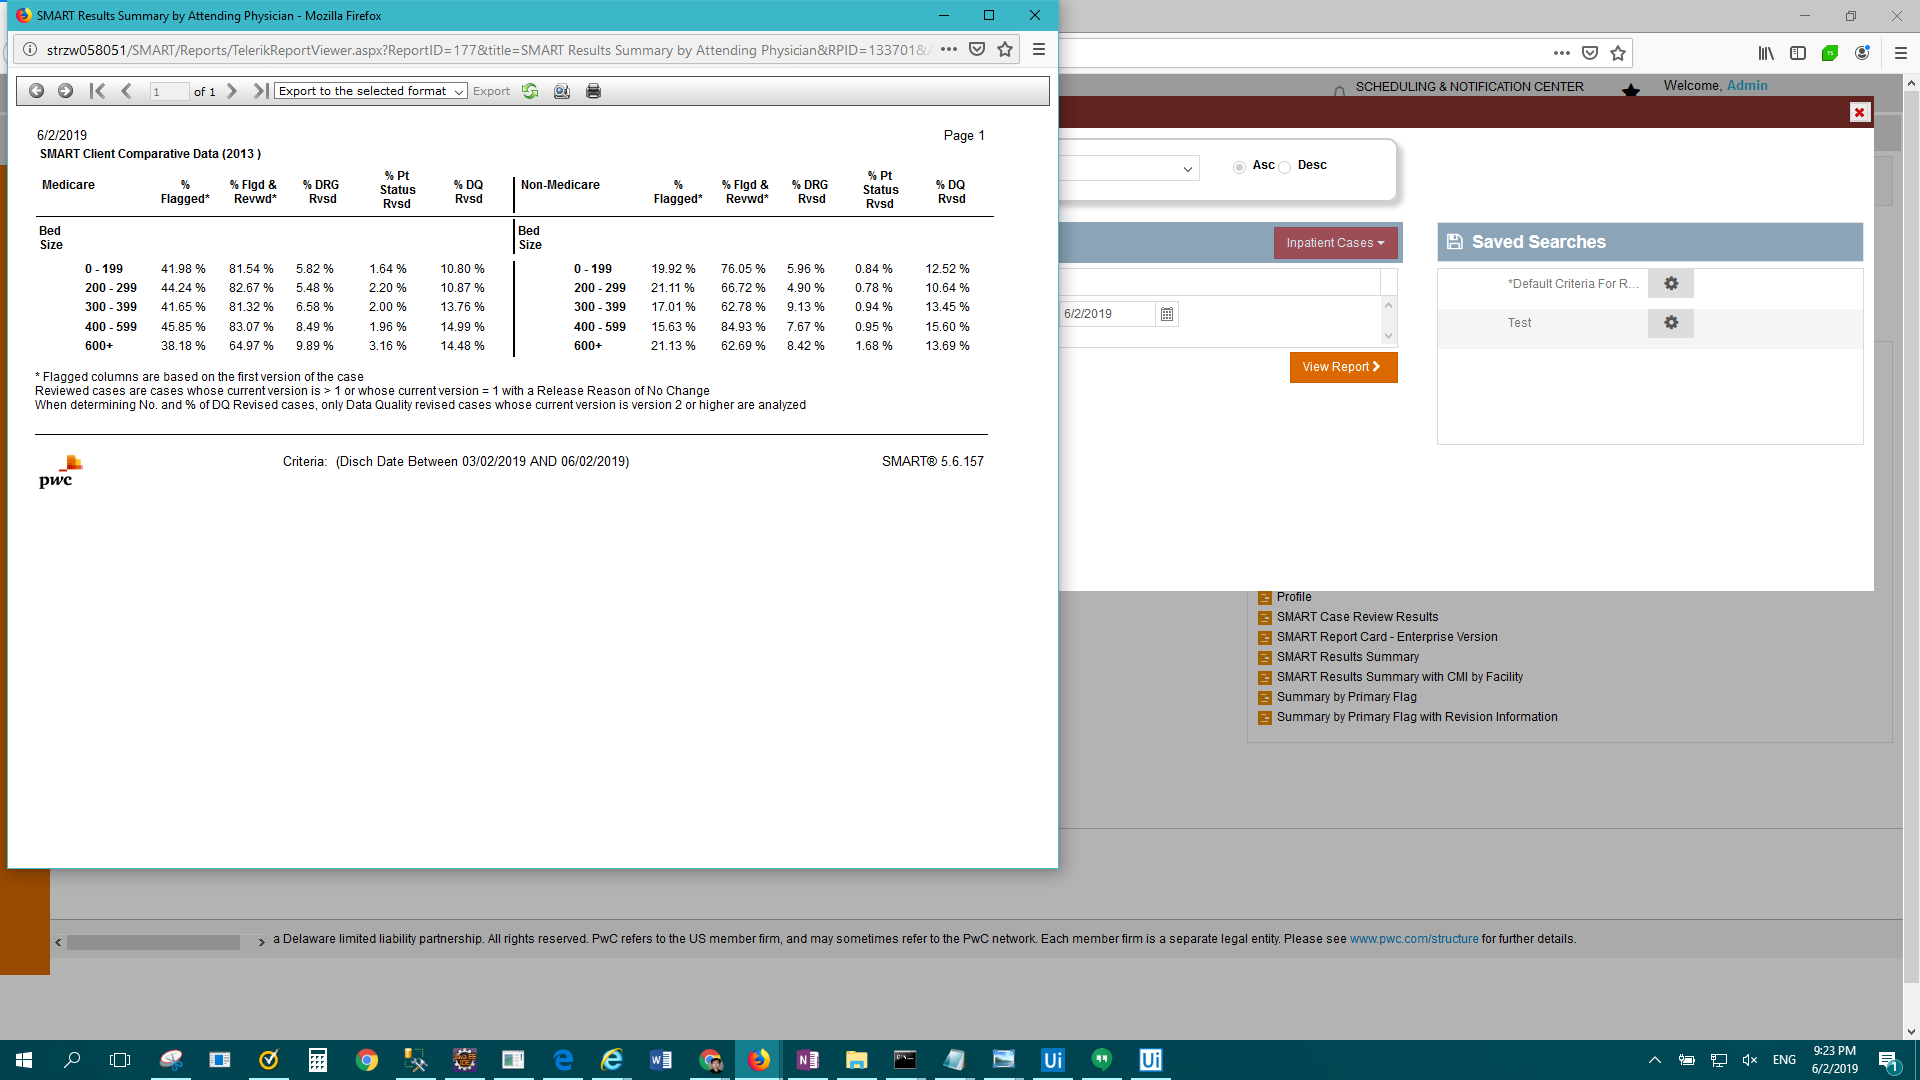 SMART Results Summary by Attending Physician - Mozilla Firefox
strzw058051/SMART/Reports/TelerikReportViewer.aspx?ReportID=177&title=SMART Results Summary by Attending Physician&RPID=133701&
1 of 1 Export to the selected format Export
6/2/2019 Page 1
SMART Client Comparative Data (2013 )
Medicare % Flagged* % Flgd & Revwd* % DRG Rvsd % Pt Status Rvsd % DQ Rvsd Non-Medicare % Flagged* % Flgd & Revwd* % DRG Rvsd % Pt Status Rvsd % DQ Rvsd
Bed Size Bed Size
0 - 199 41.98 % 81.54 % 5.82 % 1.64 % 10.80 % 0 - 199 19.92 % 76.05 % 5.96 % 0.84 % 12.52 %
200 - 299 44.24 % 82.67 % 5.48 % 2.20 % 10.87 % 200 - 299 21.11 % 66.72 % 4.90 % 0.78 % 10.64 %
300 - 399 41.65 % 81.32 % 6.58 % 2.00 % 13.76 % 300 - 399 17.01 % 62.78 % 9.13 % 0.94 % 13.45 %
400 - 599 45.85 % 83.07 % 8.49 % 1.96 % 14.99 % 400 - 599 15.63 % 84.93 % 7.67 % 0.95 % 15.60 %
600+ 38.18 % 64.97 % 9.89 % 3.16 % 14.48 % 600+ 21.13 % 62.69 % 8.42 % 1.68 % 13.69 %
* Flagged columns are based on the first version of the case
Reviewed cases are cases whose current version is > 1 or whose current version = 1 with a Release Reason of No Change
When determining No. and % of DQ Revised cases, only Data Quality revised cases whose current version is version 2 or higher are analyzed
pwc
Criteria: (Disch Date Between 03/02/2019 AND 06/02/2019)
SMART® 5.6.157
SCHEDULING & NOTIFICATION CENTER
Welcome, Admin
Asc Desc
Inpatient Cases
6/2/2019
View Report
Saved Searches
*Default Criteria For R...
Test
Profile
SMART Case Review Results
SMART Report Card - Enterprise Version
SMART Results Summary
SMART Results Summary with CMI by Facility
Summary by Primary Flag
Summary by Primary Flag with Revision Information
a Delaware limited liability partnership. All rights reserved. PwC refers to the US member firm, and may sometimes refer to the PwC network. Each member firm is a separate legal entity. Please see www.pwc.com/structure for further details.
ENG
9:23 PM
6/2/2019
1